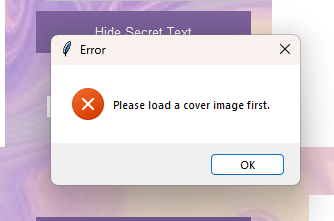 Hide Secret Text
Error
Please load a cover image first.
OK